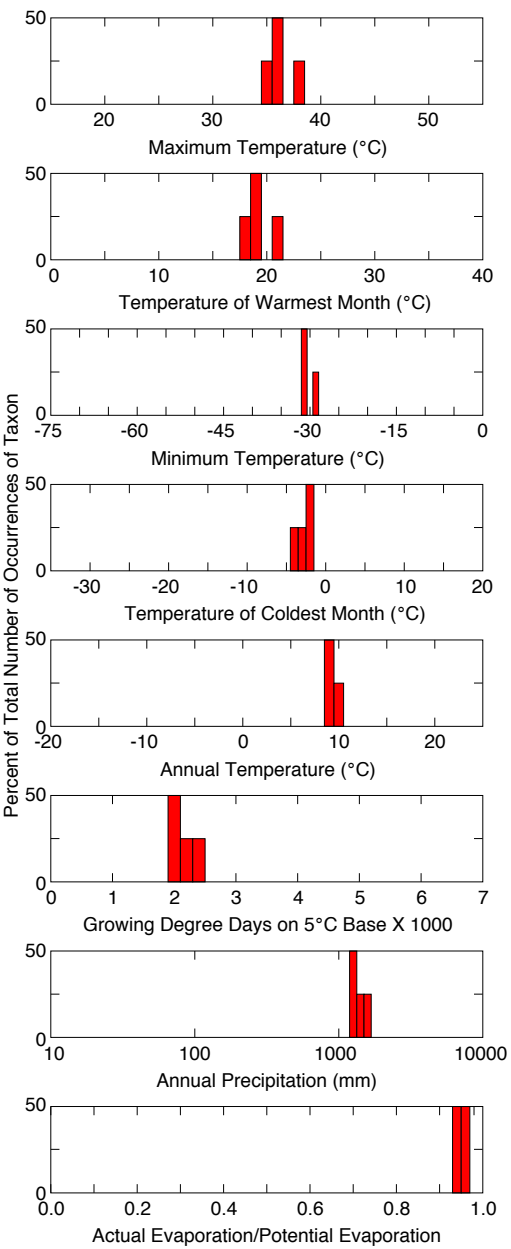 Percent of Total Number of Occurrences of Taxon
50
0
20 30 40 50
Maximum Temperature (°C)
50
0
0 10 20 30 40
Temperature of Warmest Month (°C)
50
0
-75 -60 -45 -30 -15 0
Minimum Temperature (°C)
50
0
-30 -20 -10 0 10 20
Temperature of Coldest Month (°C)
50
0
-20 -10 0 10 20
Annual Temperature (°C)
50
0
0 1 2 3 4 5 6 7
Growing Degree Days on 5°C Base X 1000
50
0
10 100 1000 10000
Annual Precipitation (mm)
50
0
0.0 0.2 0.4 0.6 0.8 1.0
Actual Evaporation/Potential Evaporation